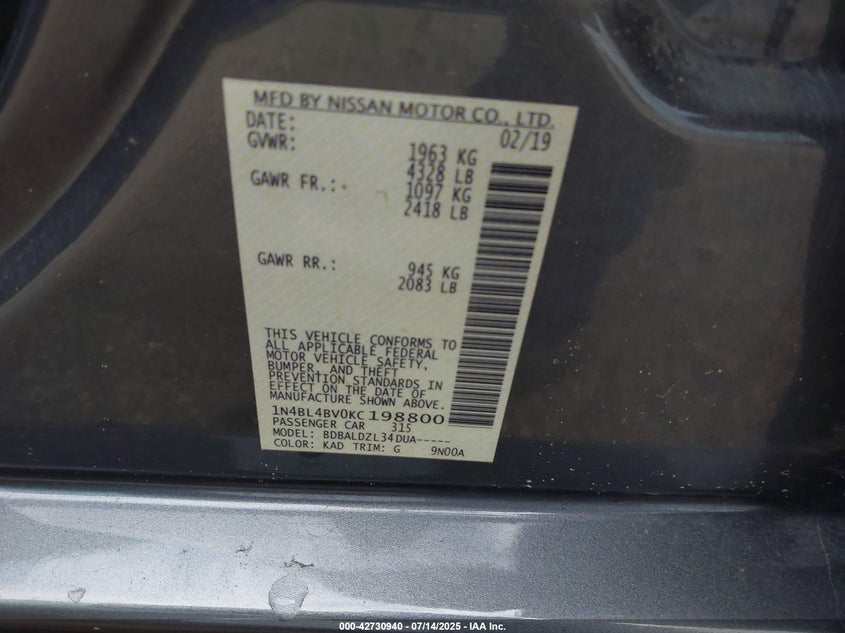 MFD BY NISSAN MOTOR CO., LTD.
DATE: 02/19
GVWR: 1963 KG
4328 LB
GAWR FR.: 1097 KG
2418 LB
GAWR RR.: 945 KG
2083 LB
THIS VEHICLE CONFORMS TO
ALL APPLICABLE FEDERAL
MOTOR VEHICLE SAFETY,
BUMPER, AND THEFT
PREVENTION STANDARDS IN
EFFECT ON THE DATE OF
MANUFACTURE SHOWN ABOVE.
1N4BL4BV0KC198800
PASSENGER CAR 315
MODEL: BDBALDZL34DUA-----
COLOR: KAD TRIM: G 9N00A
000-42730940 - 07/14/2025 - IAA Inc.